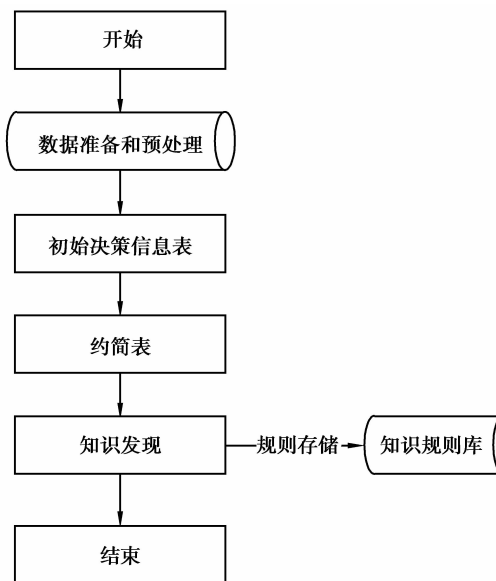 开始
数据准备和预处理
初始决策信息表
约简表
知识发现
规则存储
知识规则库
结束